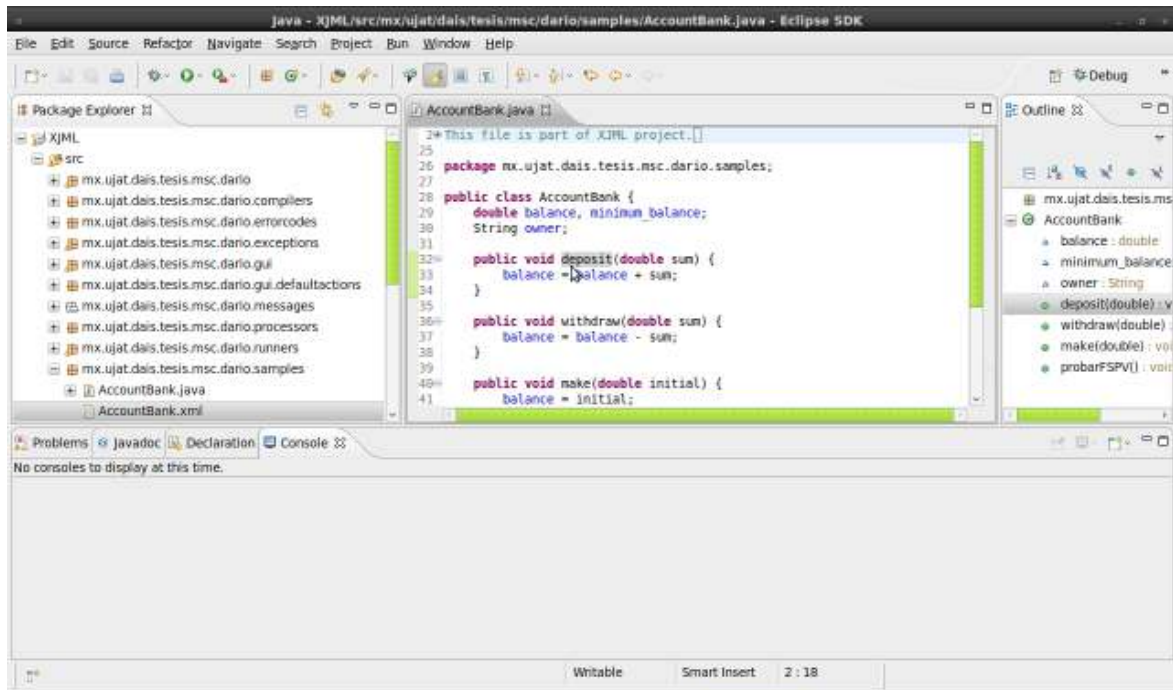 Java - XJML/src/mx/ujat/dais/tesis/msc/dario/samples/AccountBank.java - Eclipse SDK
File Edit Source Refactor Navigate Search Project Run Window Help
Debug
Package Explorer
XJML
src
mx.ujat.dais.tesis.msc.dario
mx.ujat.dais.tesis.msc.dario.compilers
mx.ujat.dais.tesis.msc.dario.errorcodes
mx.ujat.dais.tesis.msc.dario.exceptions
mx.ujat.dais.tesis.msc.dario.gui
mx.ujat.dais.tesis.msc.dario.gui.defaultactions
mx.ujat.dais.tesis.msc.dario.messages
mx.ujat.dais.tesis.msc.dario.processors
mx.ujat.dais.tesis.msc.dario.runners
mx.ujat.dais.tesis.msc.dario.samples
AccountBank.java
AccountBank.xml
AccountBank.java
2 This file is part of XJML project.
25
26 package mx.ujat.dais.tesis.msc.dario.samples;
27
28 public class AccountBank {
29 double balance, minimum_balance;
30 String owner;
31
32 public void deposit(double sum) {
33 balance = balance + sum;
34 }
35
36 public void withdraw(double sum) {
37 balance = balance - sum;
38 }
39
40 public void make(double initial) {
41 balance = initial;
Outline
mx.ujat.dais.tesis.ms
AccountBank
balance : double
minimum_balance
owner : String
deposit(double) : v
withdraw(double) :
make(double) : voi
probarFSPV() : voi
Problems Javadoc Declaration Console
No consoles to display at this time.
Writable Smart Insert 2 : 18